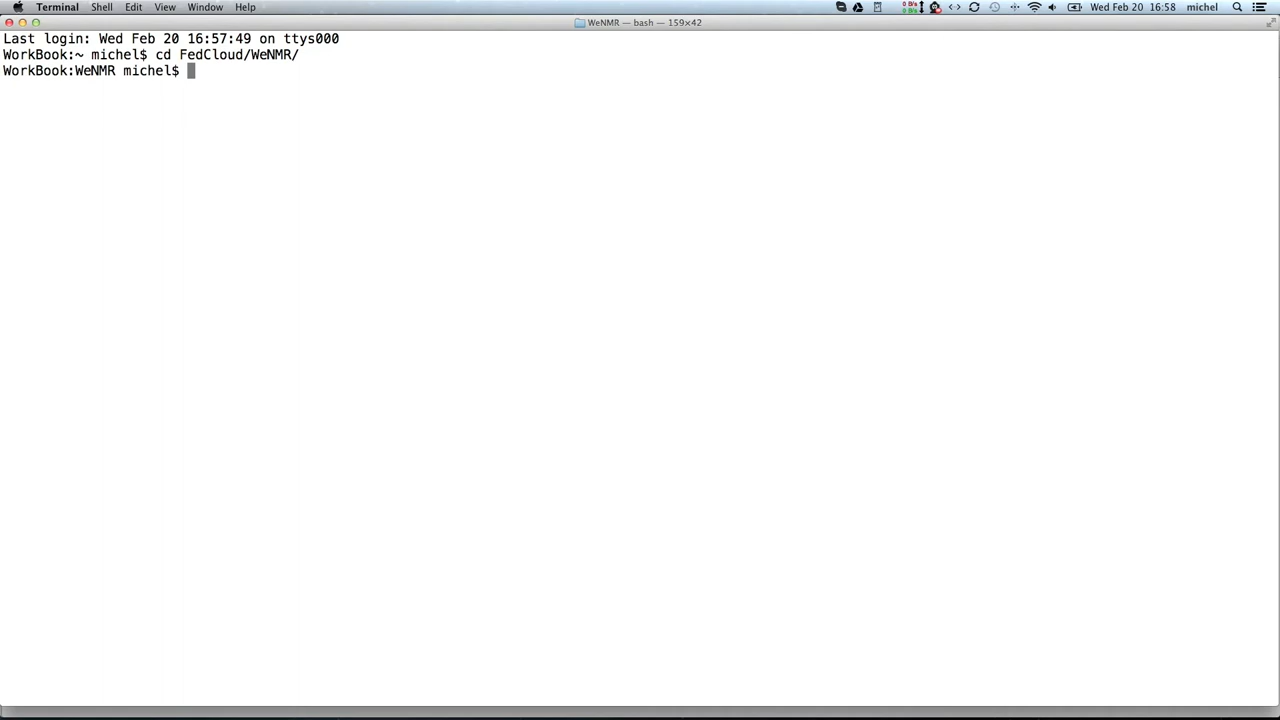 Terminal Shell Edit View Window Help Wed Feb 20 16:58 michel
WeNMR — bash — 159×42
Last login: Wed Feb 20 16:57:49 on ttys000
WorkBook:~ michel$ cd FedCloud/WeNMR/
WorkBook:WeNMR michel$